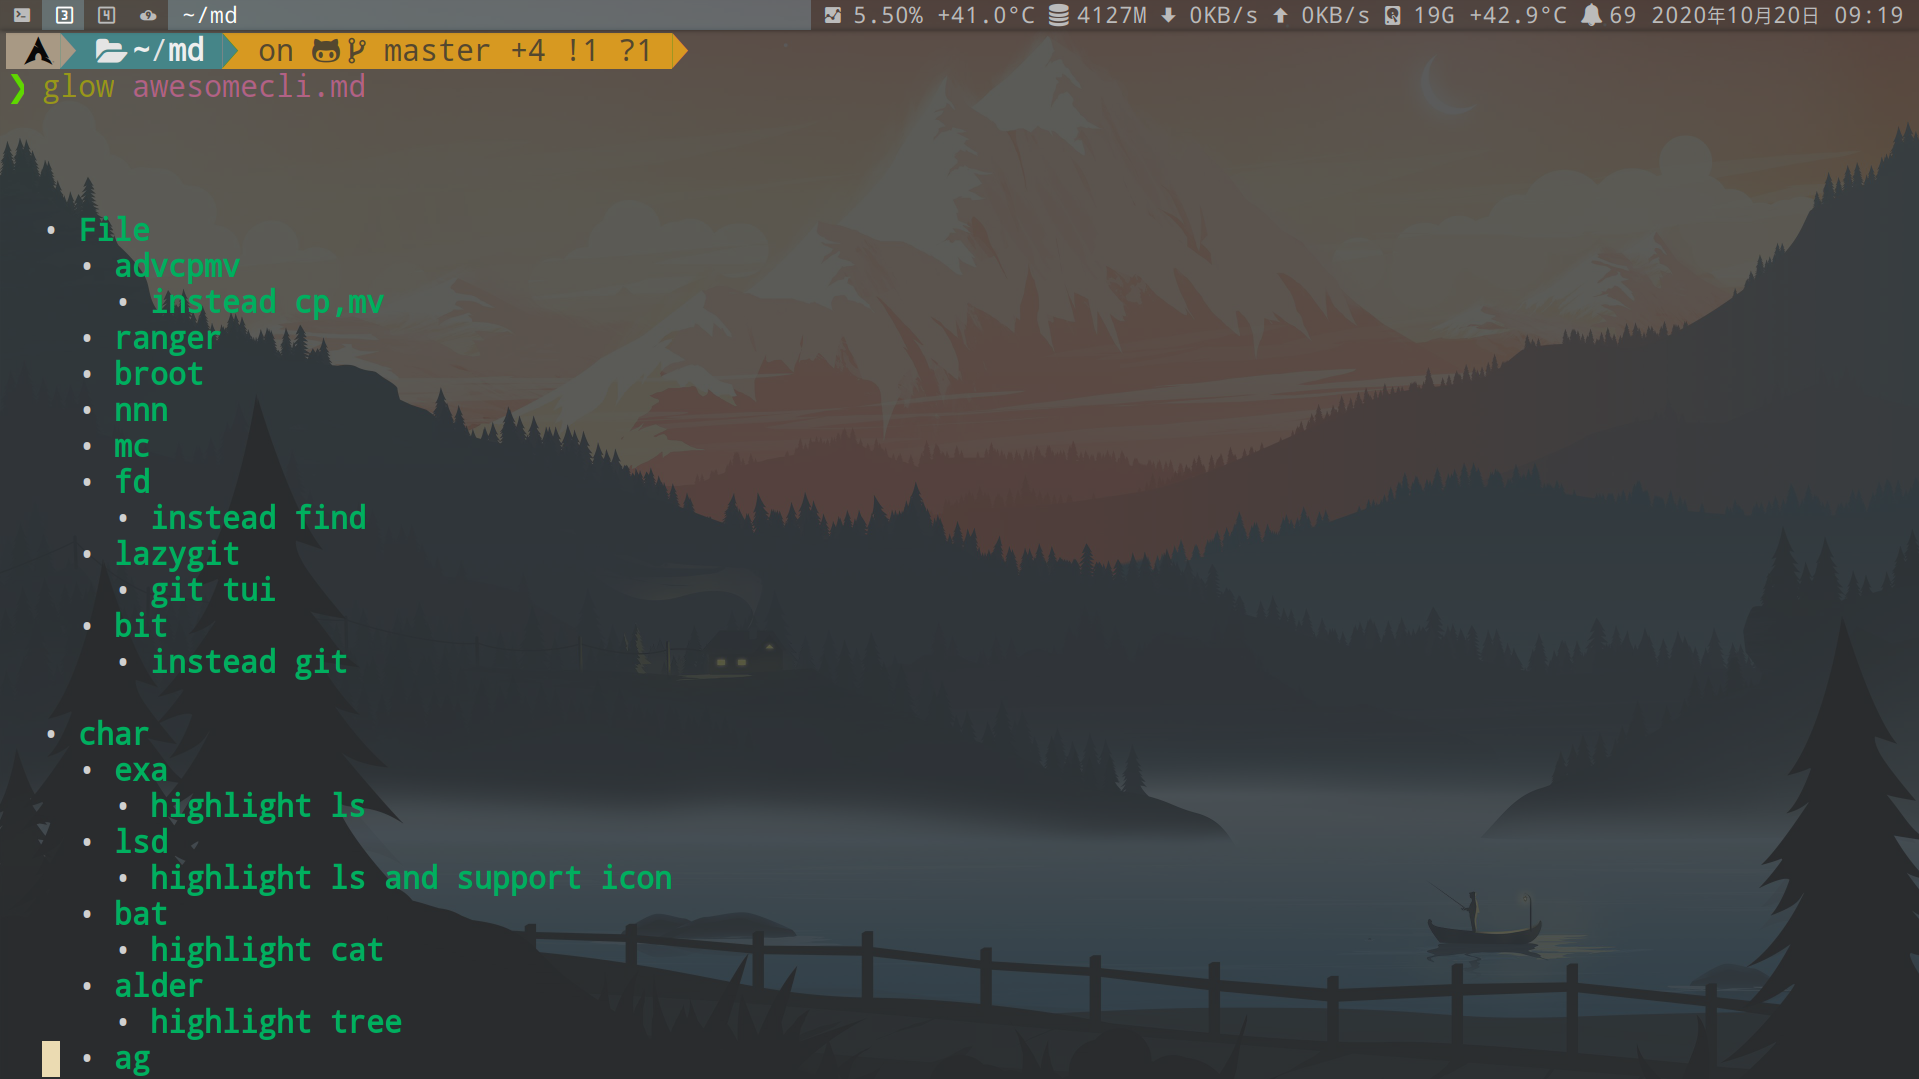 3 4 ~/md 5.50% +41.0°C 4127M 0KB/s 0KB/s 19G +42.9°C 69 2020年10月20日 09:19
~/md on master +4 !1 ?1
❯ glow awesomecli.md
• File
• advcpmv
• instead cp,mv
• ranger
• broot
• nnn
• mc
• fd
• instead find
• lazygit
• git tui
• bit
• instead git
• char
• exa
• highlight ls
• lsd
• highlight ls and support icon
• bat
• highlight cat
• alder
• highlight tree
• ag